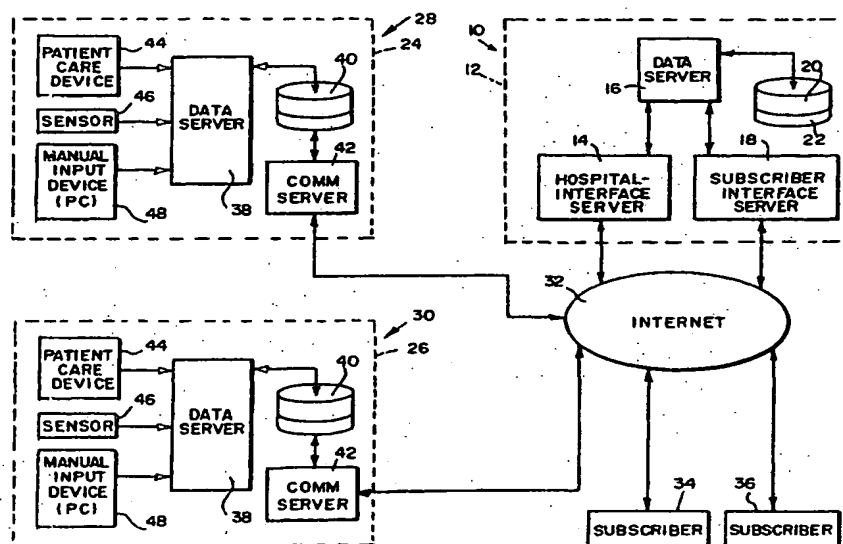 PATIENT
CARE
DEVICE
44
46
SENSOR
MANUAL
INPUT
DEVICE
(PC)
48
DATA
SERVER
38
40
42
COMM
SERVER
28
24
10
12
DATA
SERVER
16
20
22
14
HOSPITAL-
INTERFACE
SERVER
18
SUBSCRIBER
INTERFACE
SERVER
32
INTERNET
30
26
PATIENT
CARE
DEVICE
44
46
SENSOR
MANUAL
INPUT
DEVICE
(PC)
48
DATA
SERVER
38
40
42
COMM
SERVER
34
SUBSCRIBER
36
SUBSCRIBER